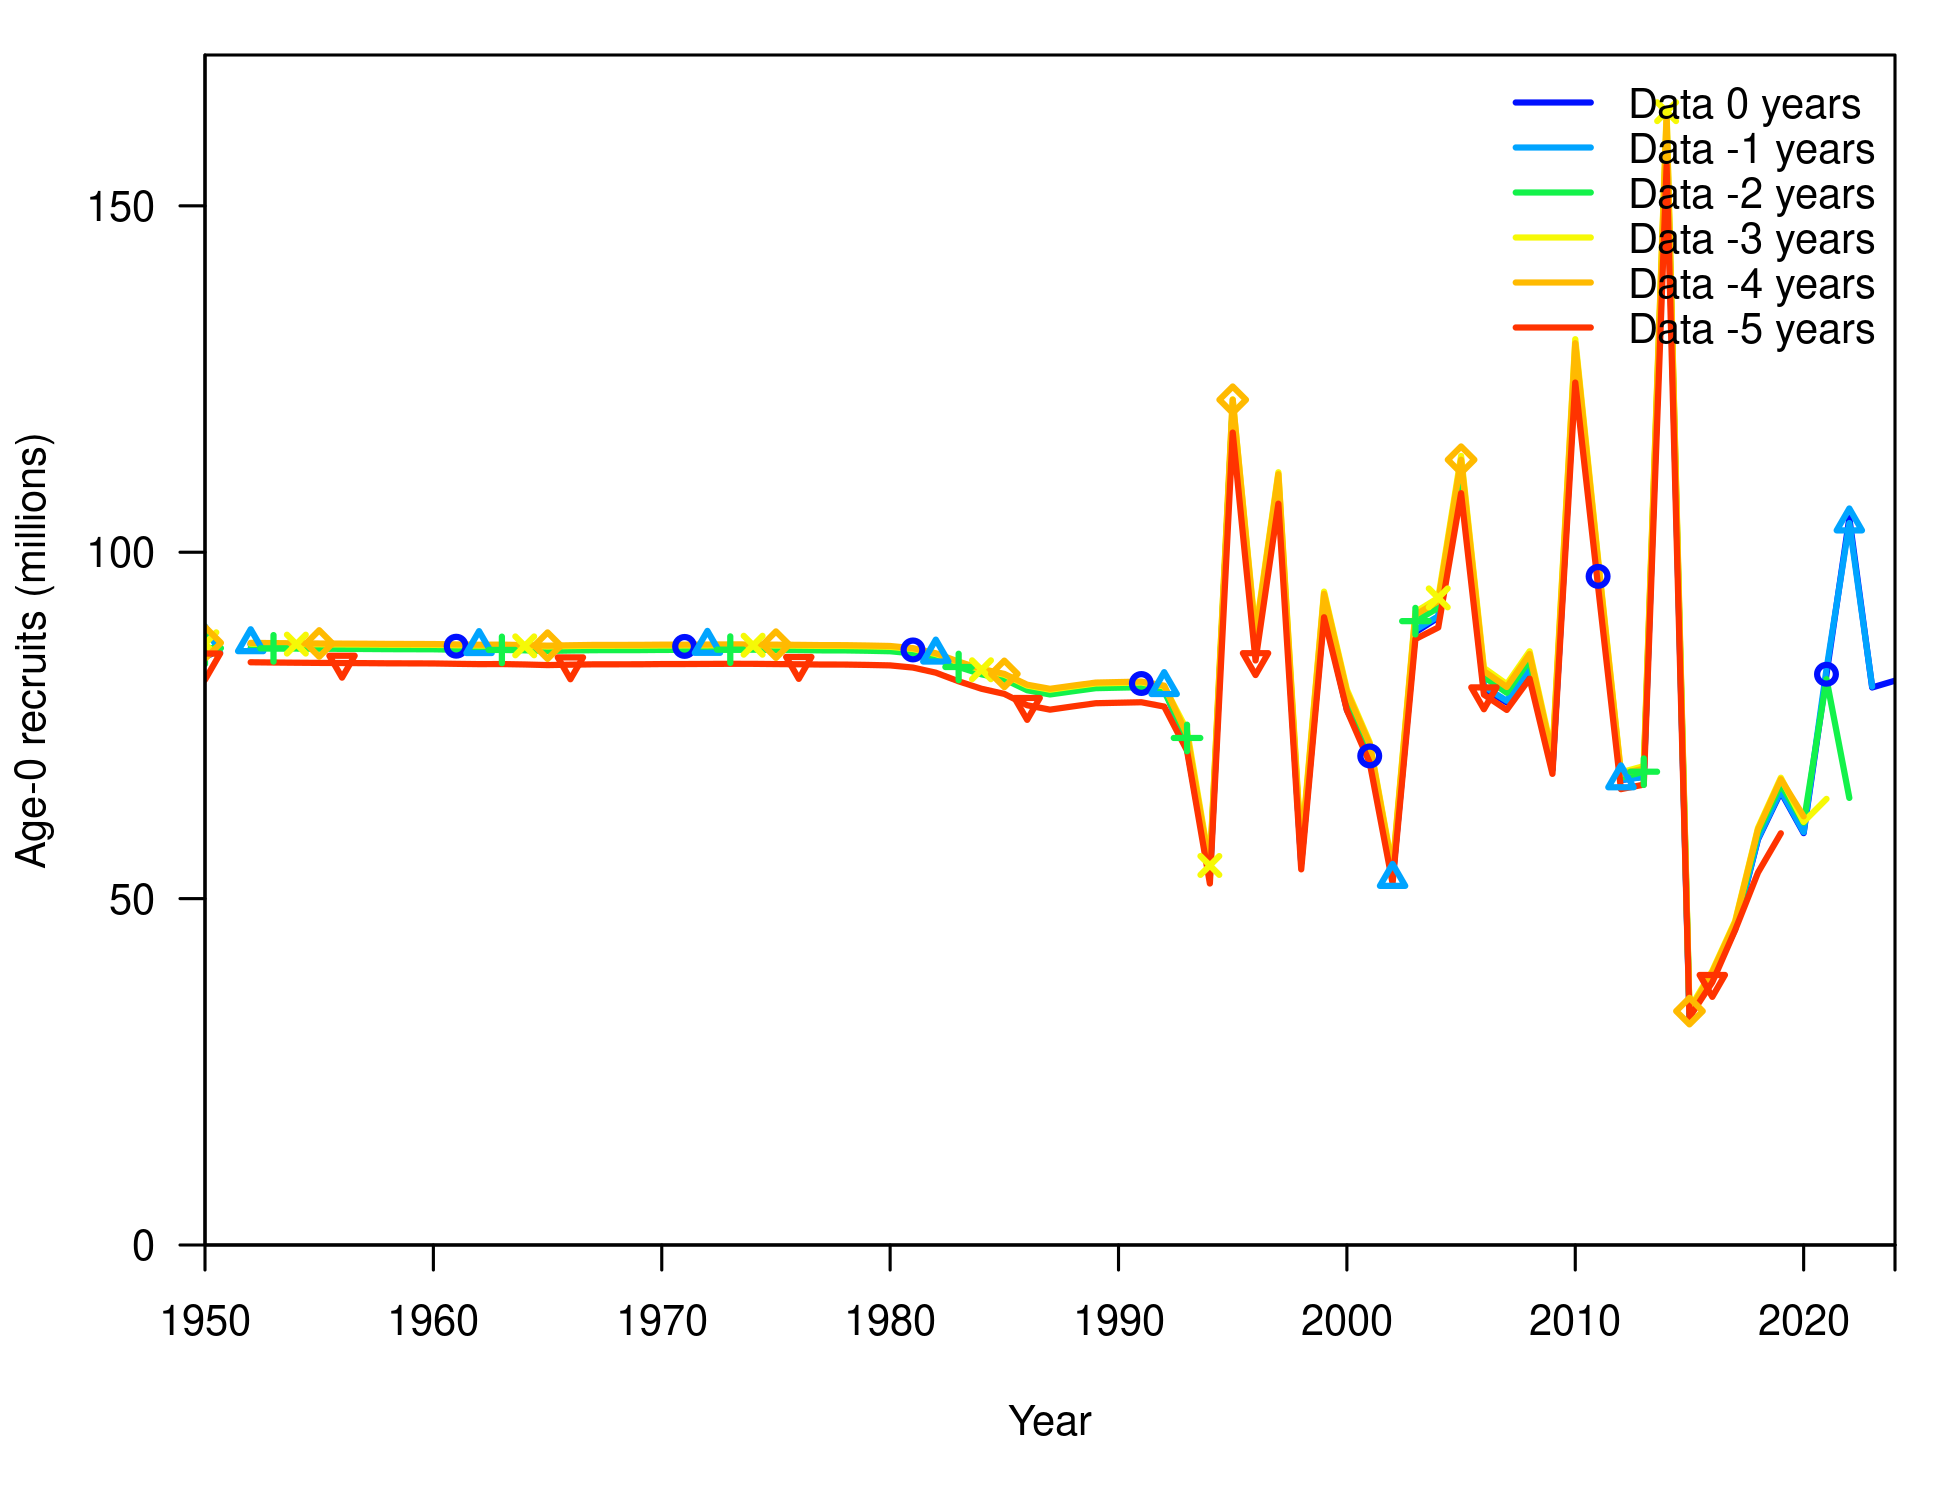 Data 0 years
Data -1 years
Data -2 years
Data -3 years
Data -4 years
Data -5 years
Age-0 recruits (millions)
150
100
50
0
1950 1960 1970 1980 1990 2000 2010 2020
Year